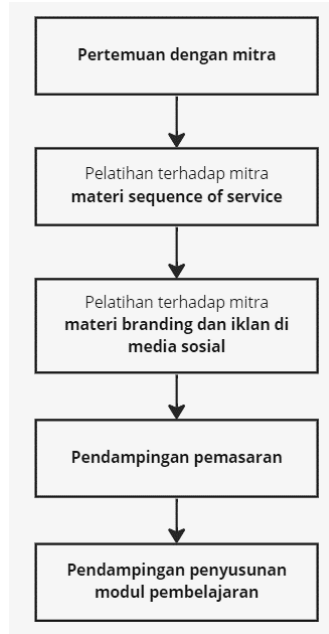 Pertemuan dengan mitra
Pelatihan terhadap mitra
materi sequence of service
Pelatihan terhadap mitra
materi branding dan iklan di
media sosial
Pendampingan pemasaran
Pendampingan penyusunan
modul pembelajaran